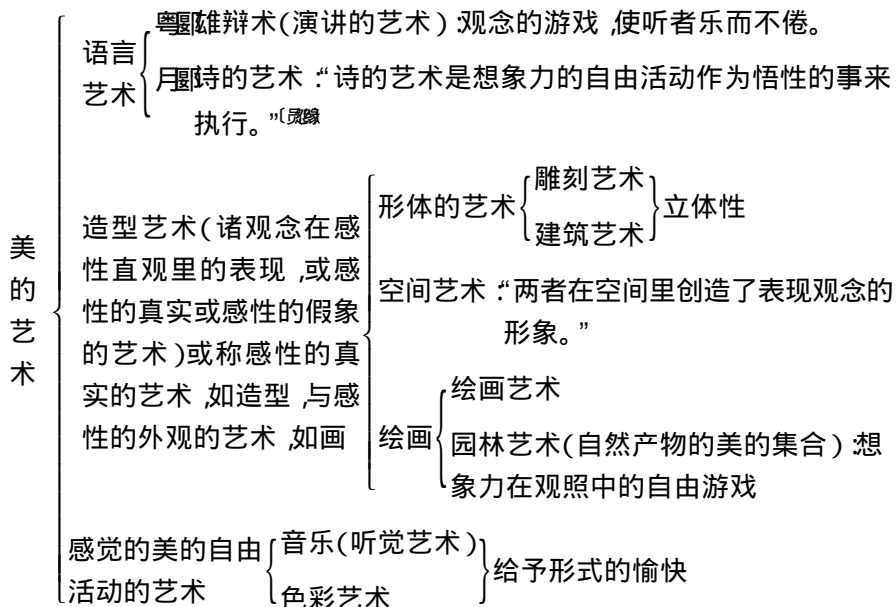 雄辩术(演讲的艺术):观念的游戏,使听者乐而不倦。
语言
艺术
诗的艺术:“诗的艺术是想象力的自由活动作为悟性的事来
执行。”
美的艺术
造型艺术(诸观念在感
性直观里的表现,或感
性的真实或感性的假象
的艺术)或称感性的真
实的艺术,如造型,与感
性的外观的艺术,如画
形体的艺术
雕刻艺术
建筑艺术
立体性
空间艺术:“两者在空间里创造了表现观念的
形象。”
绘画
绘画艺术
园林艺术(自然产物的美的集合):想
象力在观照中的自由游戏
感觉的美的自由
活动的艺术
音乐(听觉艺术)
色彩艺术
给予形式的愉快